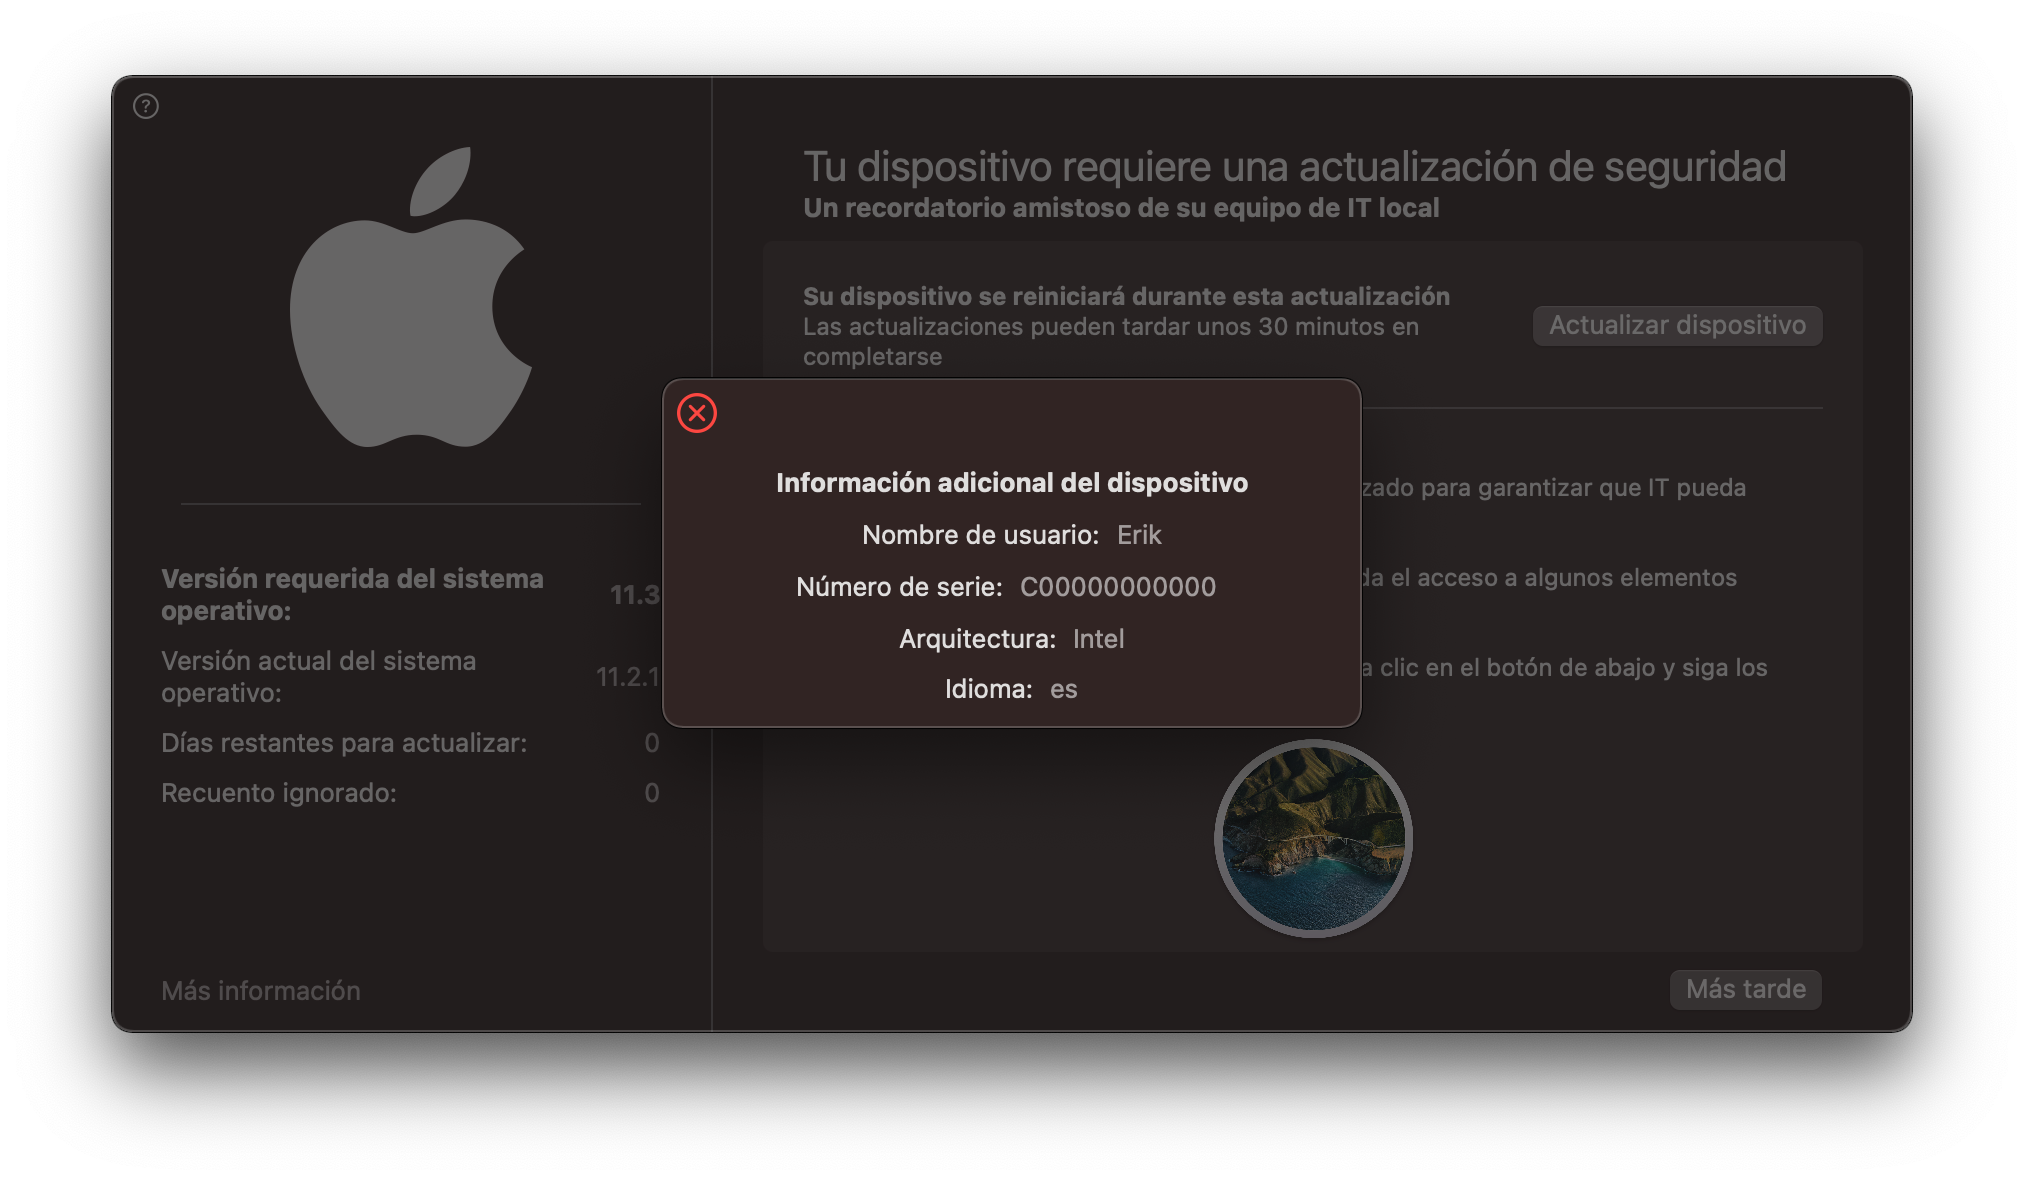 Tu dispositivo requiere una actualización de seguridad
Un recordatorio amistoso de su equipo de IT local
Su dispositivo se reiniciará durante esta actualización
Las actualizaciones pueden tardar unos 30 minutos en
completarse
Actualizar dispositivo
Información adicional del dispositivo
Nombre de usuario: Erik
Número de serie: C00000000000
Arquitectura: Intel
Idioma: es
para garantizar que IT pueda
el acceso a algunos elementos
clic en el botón de abajo y siga los
Versión requerida del sistema
operativo:
11.3
Versión actual del sistema
operativo:
11.2.1
Días restantes para actualizar: 0
Recuento ignorado: 0
Más información
Más tarde